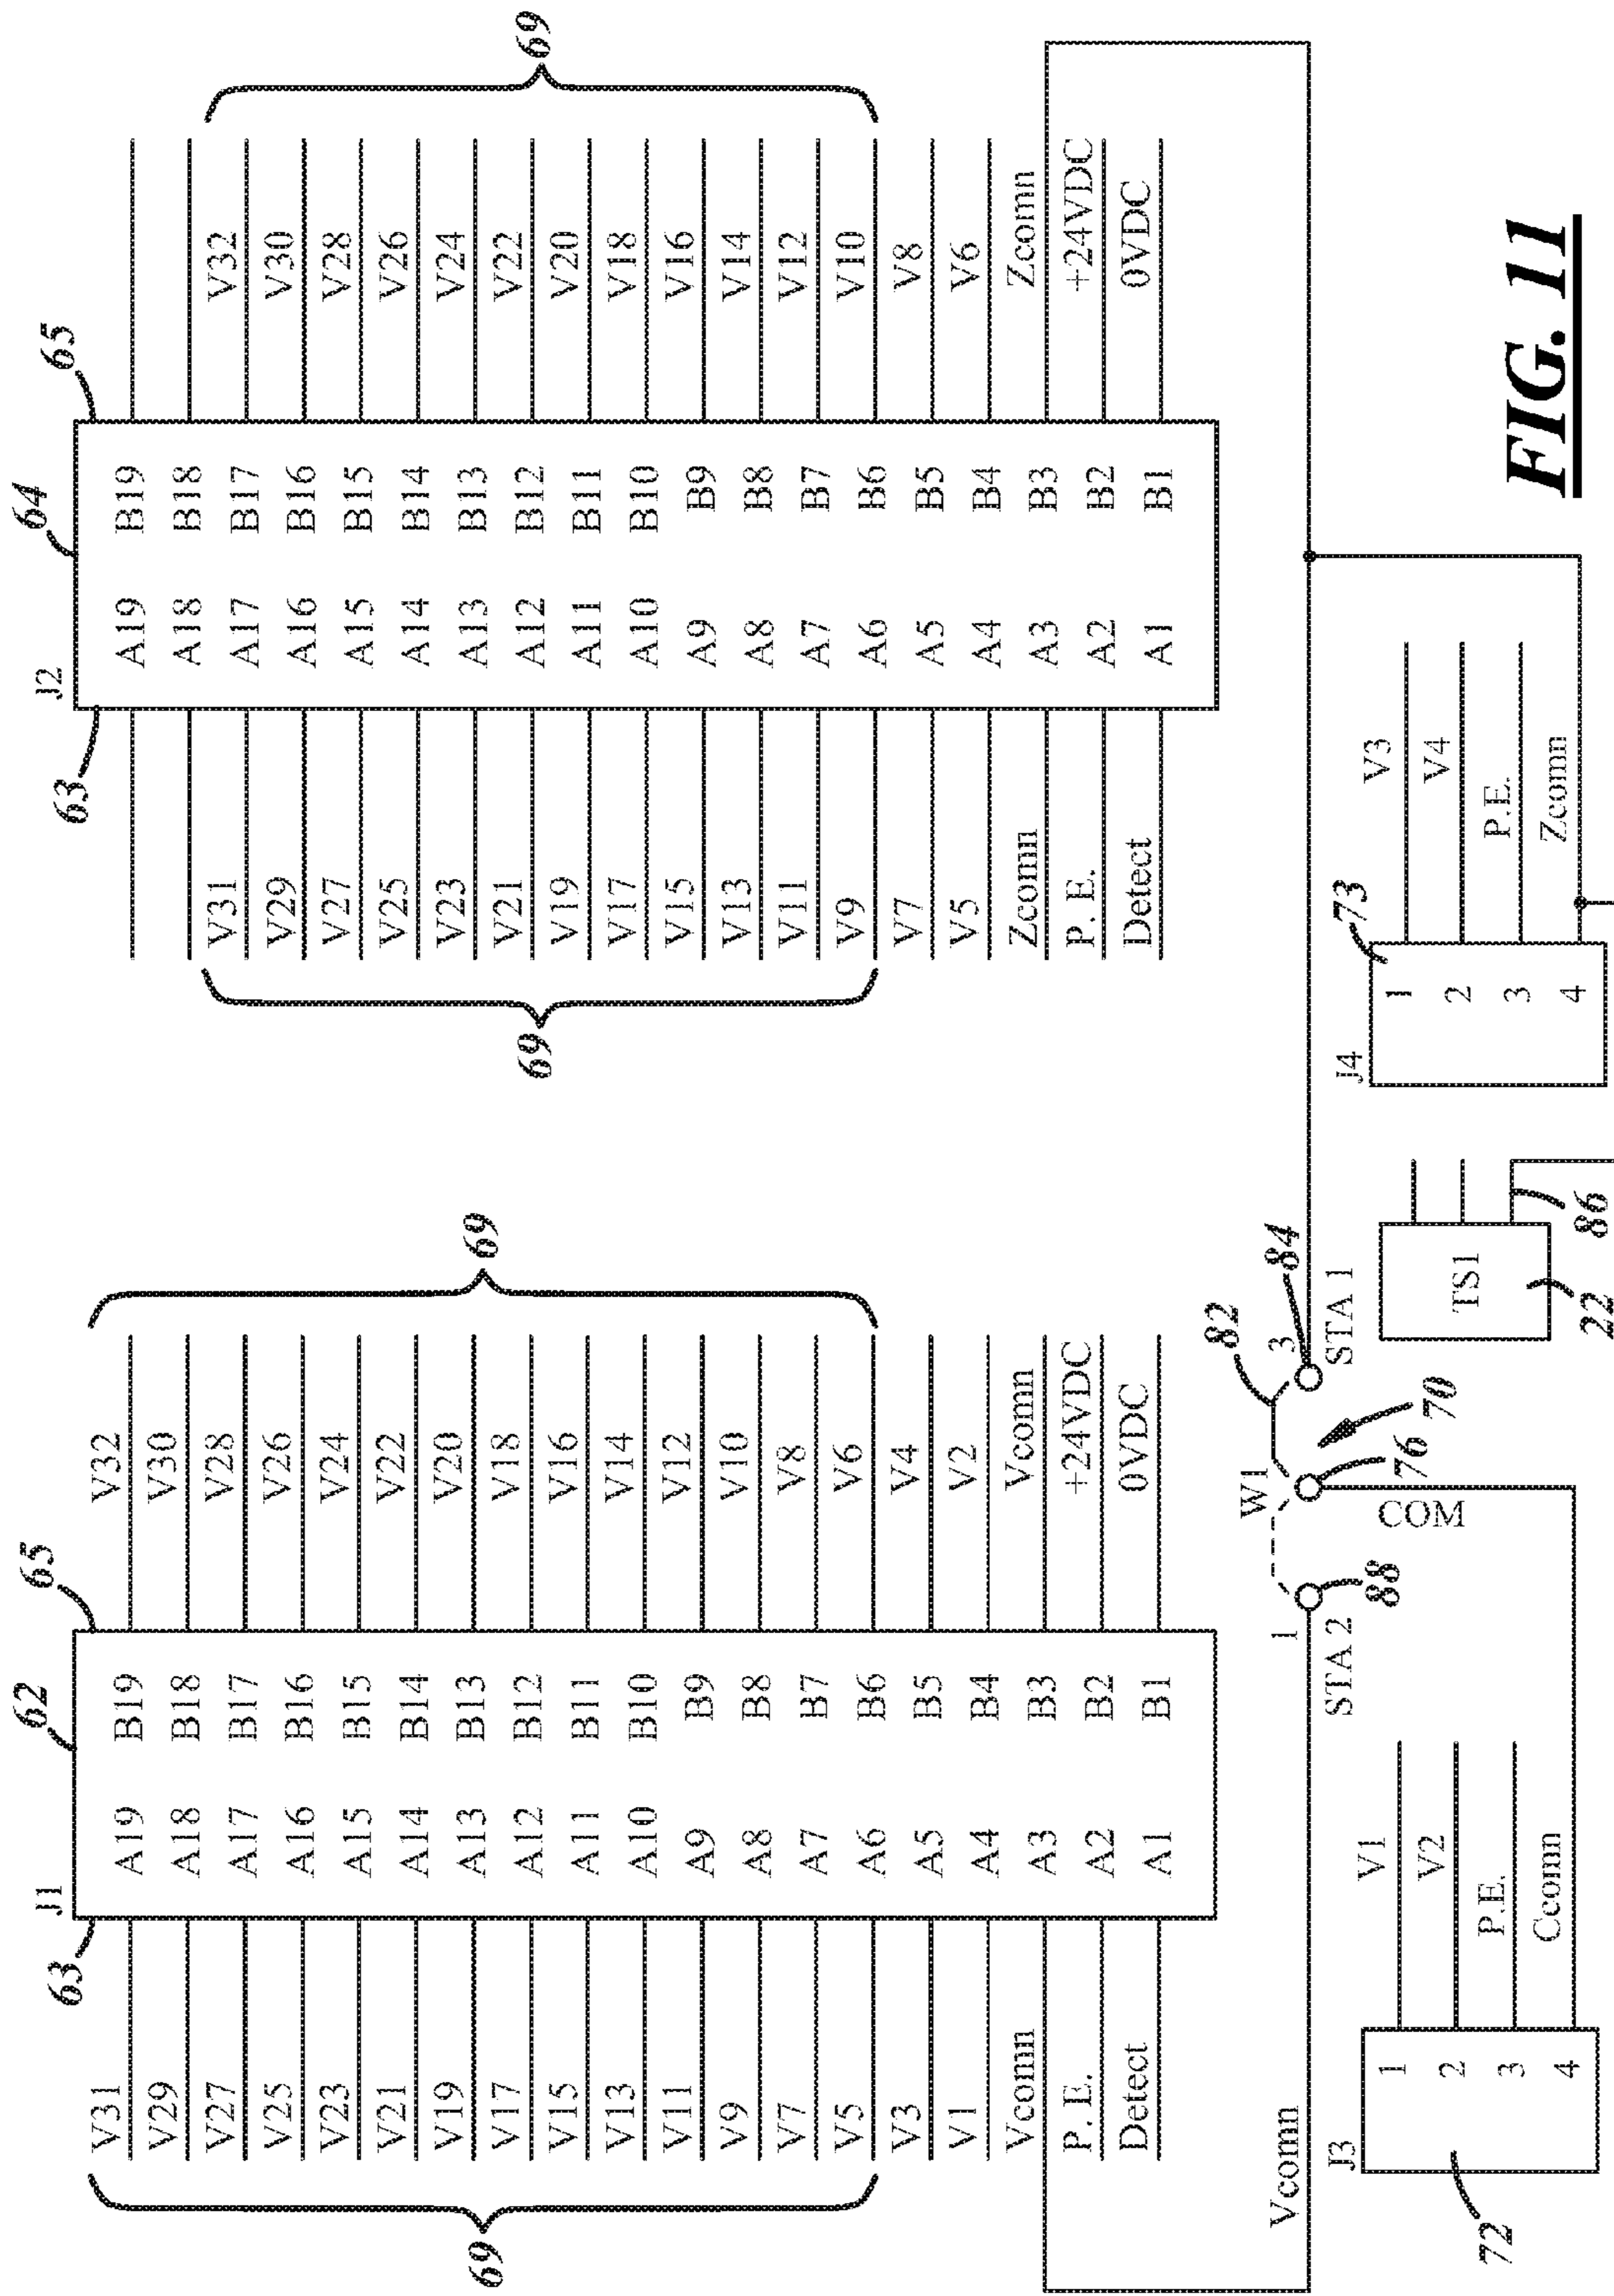 J1
63 62 65
V31 A19 B19 V32
V29 A18 B18 V30
V27 A17 B17 V28
V25 A16 B16 V26
V23 A15 B15 V24
V21 A14 B14 V22
V19 A13 B13 V20
V17 A12 B12 V18
V15 A11 B11 V16
V13 A10 B10 V14
V11 A9 B9 V12
V9 A8 B8 V10
V7 A7 B7 V8
V5 A6 B6 V6
V3 A5 B5 V4
V1 A4 B4 V2
Vcomn A3 B3 Vcomn
P. E. A2 B2 +24VDC
Detect A1 B1 0VDC
69
69
J2
63 64 65
A19 B19
A18 B18
V31 A17 B17 V32
V29 A16 B16 V30
V27 A15 B15 V28
V25 A14 B14 V26
V23 A13 B13 V24
V21 A12 B12 V22
V19 A11 B11 V20
V17 A10 B10 V18
V15 A9 B9 V16
V13 A8 B8 V14
V11 A7 B7 V12
V9 A6 B6 V10
V7 A5 B5 V8
V5 A4 B4 V6
Zcomn A3 B3 Zcomn
P. E. A2 B2 +24VDC
Detect A1 B1 0VDC
69
69
Vcomn
1
W1
82
3
84
STA 2
88
COM
76
70
STA 1
J3
1 V1
2 V2
3 P.E.
4 Ccomn
72
TS1
22
86
J4
73
1 V3
2 V4
3 P.E.
4 Zcomn
FIG. 11